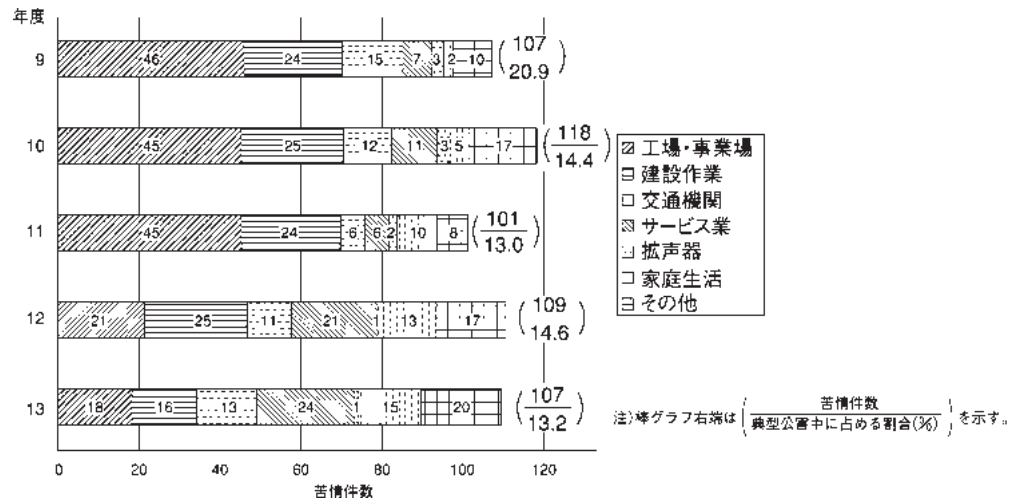 年度
9 46 24 15 7 3 2 10 (107/20.9)
10 45 25 12 11 3 5 17 (118/14.4)
11 45 24 6 6 2 10 8 (101/13.0)
12 21 25 11 21 13 17 (109/14.6)
13 18 16 13 24 15 20 (107/13.2)
0 20 40 60 80 100 120
苦情件数
工場・事業場
建設作業
交通機関
サービス業
拡声器
家庭生活
その他
注)棒グラフ右端は(苦情件数/典型公害中に占める割合(%))を示す。